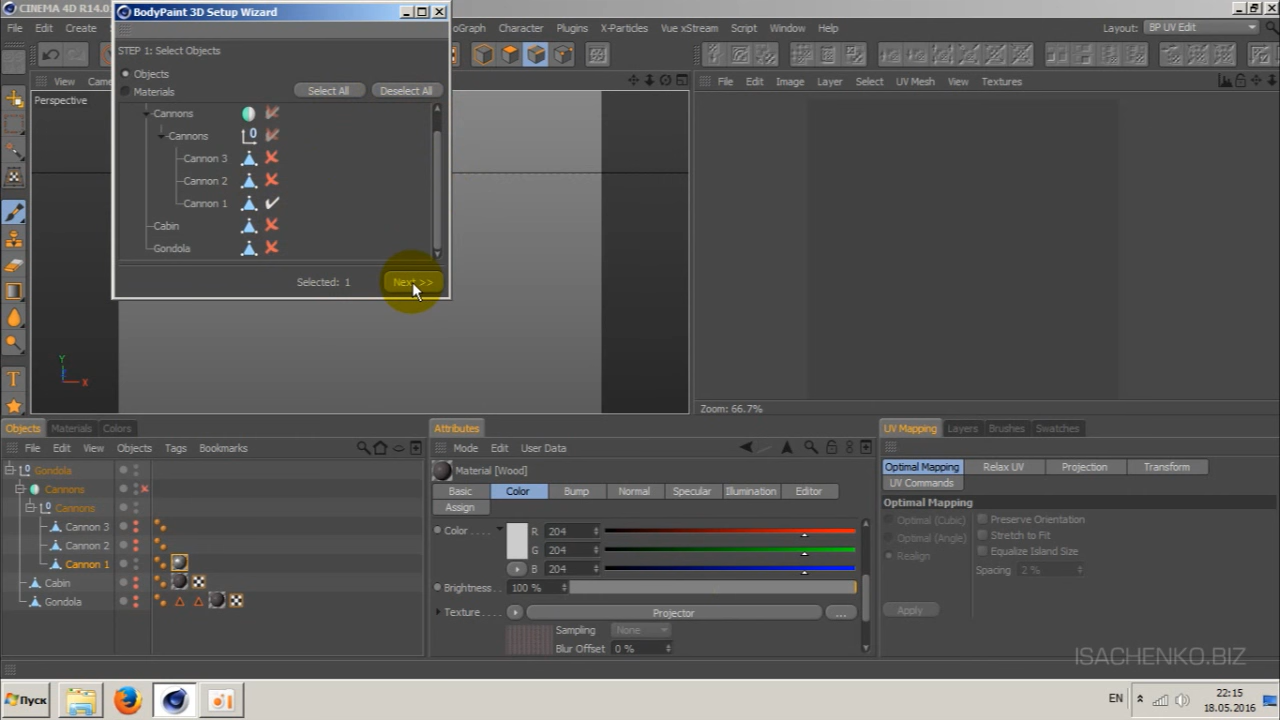 CINEMA 4D R14.0
BodyPaint 3D Setup Wizard
File Edit Create
oGraph Character Plugins X-Particles Vue xStream Script Window Help
Layout: BP UV Edit
STEP 1: Select Objects
Objects
Materials
Select All Deselect All
Cannons
Cannons
Cannon 3
Cannon 2
Cannon 1
Cabin
Gondola
Selected: 1
Next >>
View Came
Perspective
Y
X
File Edit Image Layer Select UV Mesh View Textures
Zoom: 66.7%
Objects Materials Colors
File Edit View Objects Tags Bookmarks
Gondola
Cannons
Cannons
Cannon 3
Cannon 2
Cannon 1
Cabin
Gondola
Attributes
Mode Edit User Data
Material [Wood]
Basic Color Bump Normal Specular Illumination Editor
Assign
Color . . . .
R 204
G 204
B 204
Brightness . . 100 %
Texture . . . . Projector ...
Sampling None
Blur Offset 0 %
UV Mapping Layers Brushes Swatches
Optimal Mapping Relax UV Projection Transform
UV Commands
Optimal Mapping
Optimal (Cubic) Preserve Orientation
Optimal (Angle) Stretch to Fit
Realign Equalize Island Size
Spacing 2 %
Apply
ISACHENKO.BIZ
Пуск
EN
22:15
18.05.2016